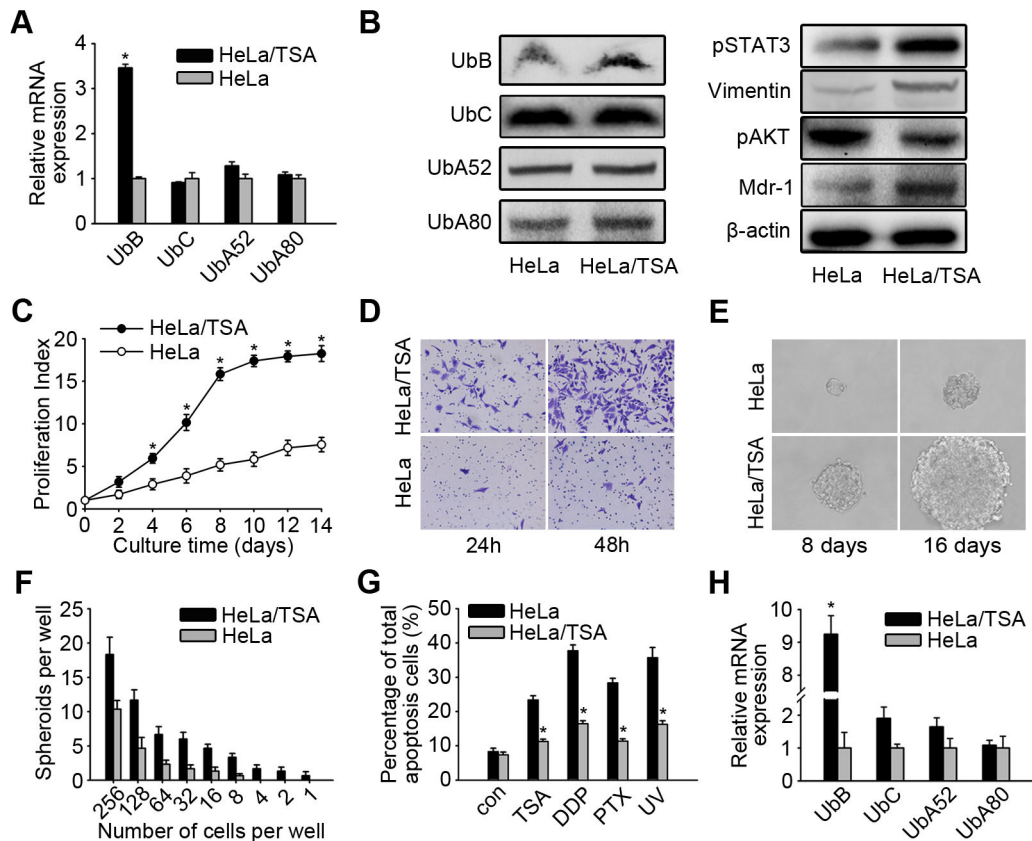 A
HeLa/TSA
HeLa
Relative mRNA
expression
4
3
2
1
0
*
UbB
UbC
UbA52
UbA80
B
UbB
UbC
UbA52
UbA80
HeLa
HeLa/TSA
pSTAT3
Vimentin
pAKT
Mdr-1
β-actin
HeLa
HeLa/TSA
C
HeLa/TSA
HeLa
Proliferation Index
20
15
10
5
0
* * * * * *
0 2 4 6 8 10 12 14
Culture time (days)
D
HeLa/TSA
HeLa
24h
48h
E
HeLa
HeLa/TSA
8 days
16 days
F
HeLa/TSA
HeLa
Spheroids per well
25
20
15
10
5
0
256 128 64 32 16 8 4 2 1
Number of cells per well
G
HeLa
HeLa/TSA
Percentage of total
apoptosis cells (%)
50
40
30
20
10
0
* * * *
con
TSA
DDP
PTX
UV
H
HeLa/TSA
HeLa
Relative mRNA
expression
10
9
8
7
2
1
0
*
UbB
UbC
UbA52
UbA80